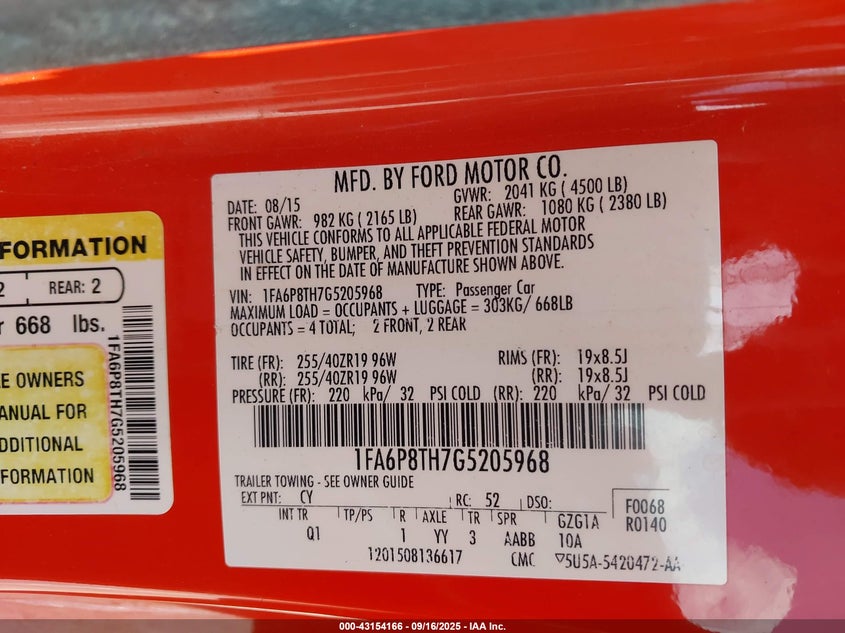 FORMATION
2 REAR: 2
668 lbs.
OWNERS
ANUAL FOR
ADDITIONAL
INFORMATION
1FA6P8TH7G5205968
MFD. BY FORD MOTOR CO.
DATE: 08/15 GVWR: 2041 KG ( 4500 LB)
FRONT GAWR: 982 KG ( 2165 LB) REAR GAWR: 1080 KG ( 2380 LB)
THIS VEHICLE CONFORMS TO ALL APPLICABLE FEDERAL MOTOR
VEHICLE SAFETY, BUMPER, AND THEFT PREVENTION STANDARDS
IN EFFECT ON THE DATE OF MANUFACTURE SHOWN ABOVE.
VIN: 1FA6P8TH7G5205968 TYPE: Passenger Car
MAXIMUM LOAD = OCCUPANTS + LUGGAGE = 303KG/ 668LB
OCCUPANTS = 4 TOTAL; 2 FRONT, 2 REAR
TIRE (FR): 255/40ZR19 96W RIMS (FR): 19x8.5J
(RR): 255/40ZR19 96W (RR): 19x8.5J
PRESSURE (FR): 220 kPa/ 32 PSI COLD (RR): 220 kPa/ 32 PSI COLD
1FA6P8TH7G5205968
TRAILER TOWING - SEE OWNER GUIDE
EXT PNT: CY RC: 52 DSO: F0068
INT TR TP/PS R AXLE TR SPR GZG1A R0140
Q1 1 YY 3 AABB 10A
1201508136617 CMC 5U5A-5420472-AA
000-43154166 - 09/16/2025 - IAA Inc.